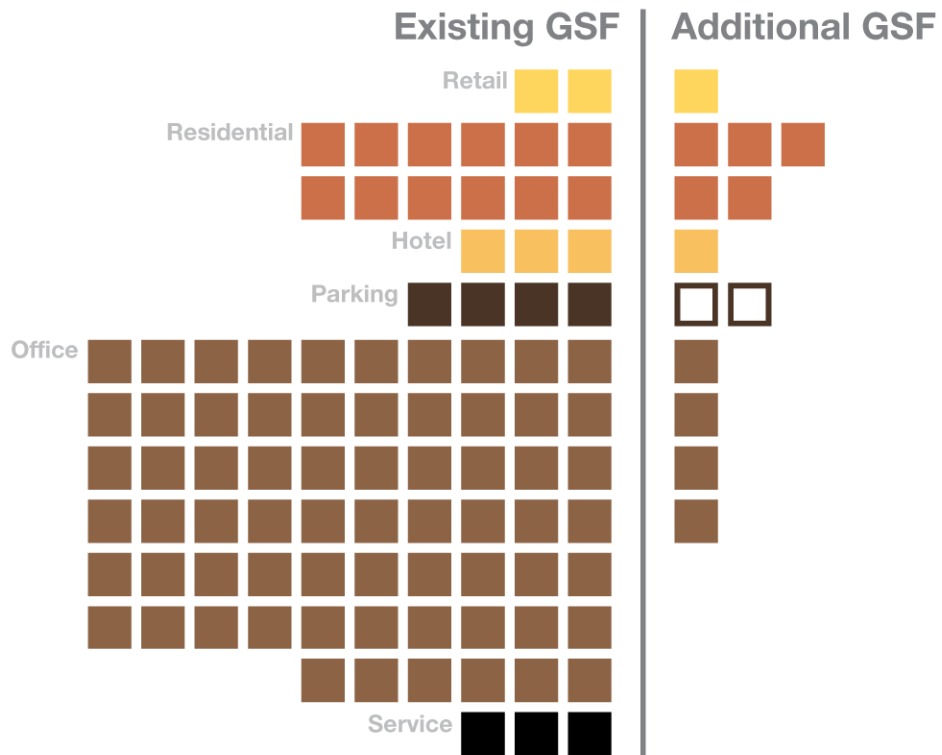 Existing GSF
Additional GSF
Retail
Residential
Hotel
Parking
Office
Service